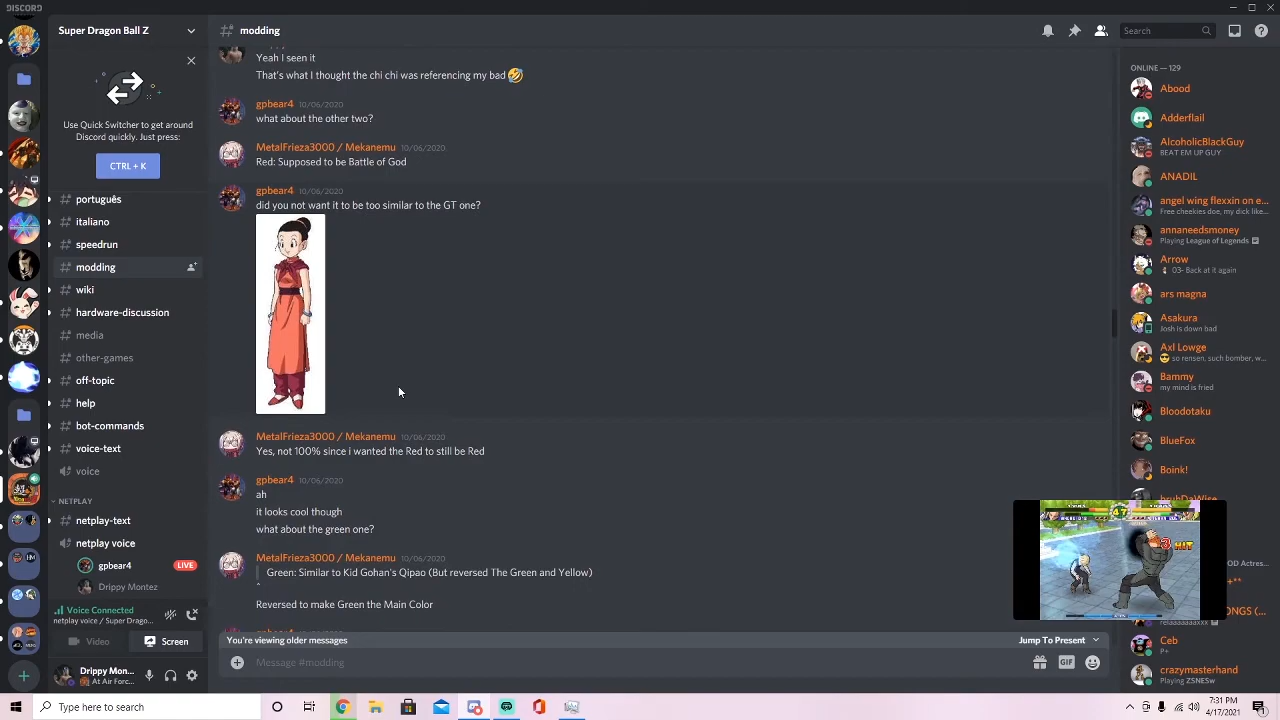 DISCORD
Super Dragon Ball Z
modding
Search
Use Quick Switcher to get around
Discord quickly. Just press:
CTRL + K
português
italiano
speedrun
modding
wiki
hardware-discussion
media
other-games
off-topic
help
bot-commands
voice-text
voice
NETPLAY
netplay-text
netplay voice
gpbear4 LIVE
Drippy Montez
Voice Connected
netplay voice / Super Drago...
Video
Screen
Drippy Mon...
At Air Forc...
Yeah I seen it
That's what I thought the chi chi was referencing my bad
gpbear4 10/06/2020
what about the other two?
MetalFrieza3000 / Mekanemu 10/06/2020
Red: Supposed to be Battle of God
gpbear4 10/06/2020
did you not want it to be too similar to the GT one?
MetalFrieza3000 / Mekanemu 10/06/2020
Yes, not 100% since i wanted the Red to still be Red
gpbear4 10/06/2020
ah
it looks cool though
what about the green one?
MetalFrieza3000 / Mekanemu 10/06/2020
Green: Similar to Kid Gohan's Qipao (But reversed The Green and Yellow)
^
Reversed to make Green the Main Color
You're viewing older messages
Jump To Present
Message #modding
GIF
ONLINE — 129
Abood
Adderflail
AlcoholicBlackGuy
BEAT EM UP GUY
ANADIL
angel wing flexxin on e...
Free cheekies doe, my dick like...
annaneedsmoney
Playing League of Legends
Arrow
03- Back at it again
ars magna
Asakura
Josh is down bad
Axl Lowge
so rensen, such bomber, w...
Bammy
my mind is fried
Bloodotaku
BlueFox
Boink!
bruhDaWise
47
3 HIT
OD Actres...
ONGS (...
Ceb
P+
crazymasterhand
Playing ZSNESw
Type here to search
7:31 PM
4/17/2021